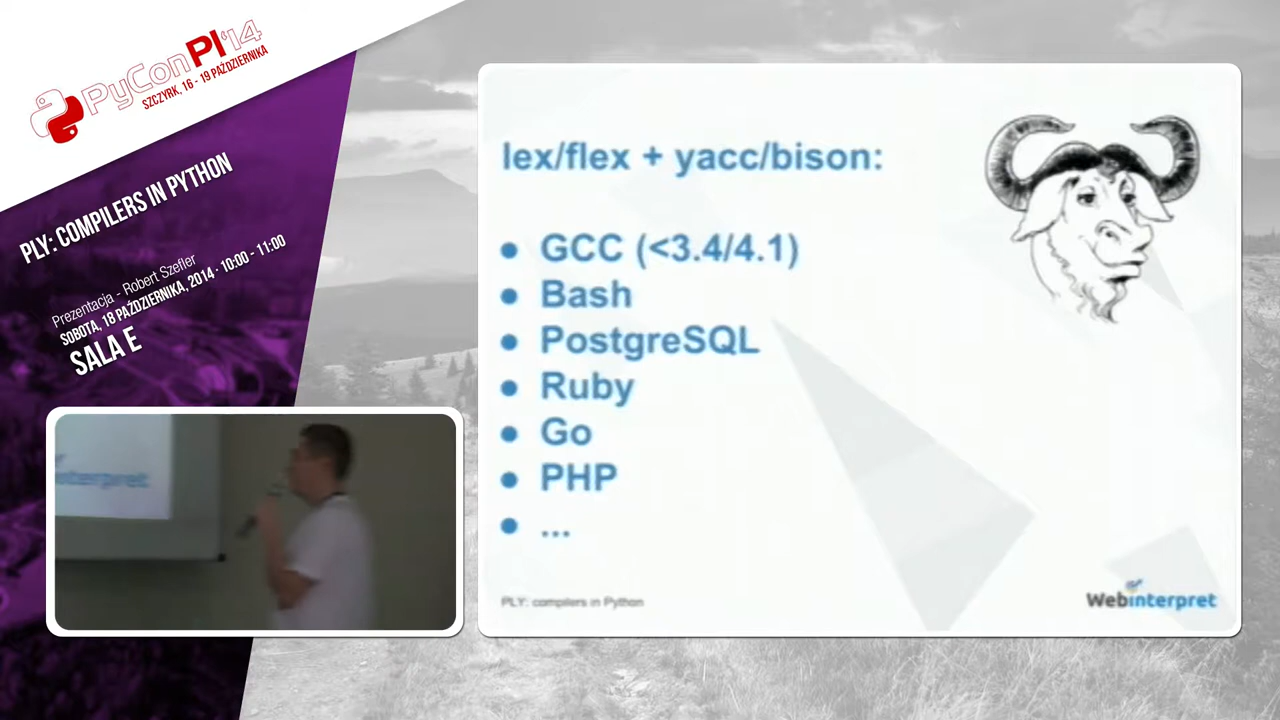 PyConPl'14
SZCZYRK, 16 - 19 PAŹDZIERNIKA
PLY: COMPILERS IN PYTHON
Prezentacja - Robert Szefler
SOBOTA, 18 PAŹDZIERNIKA, 2014 · 10:00 - 11:00
SALA E
lex/flex + yacc/bison:
● GCC (<3.4/4.1)
● Bash
● PostgreSQL
● Ruby
● Go
● PHP
● ...
PLY: compilers in Python
Webinterpret